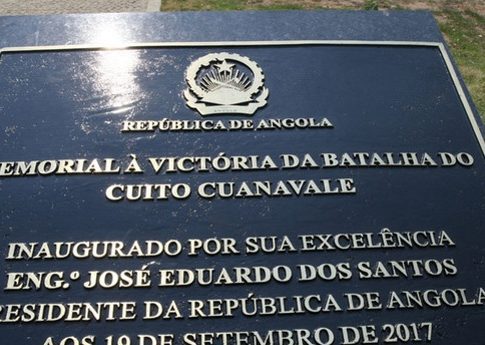 REPÚBLICA DE ANGOLA
EMORIAL À VICTÓRIA DA BATALHA DO
CUITO CUANAVALE
INAUGURADO POR SUA EXCELÊNCIA
ENG.º JOSÉ EDUARDO DOS SANTOS
RESIDENTE DA REPÚBLICA DE ANGOLA
AOS 19 DE SETEMBRO DE 2017